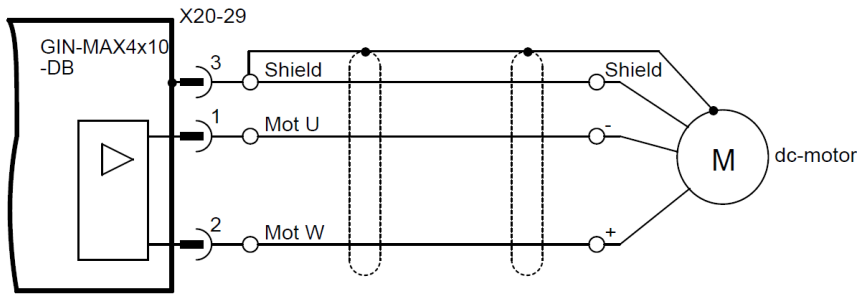 X20-29
GIN-MAX4x10
-DB
3
Shield
Shield
1
Mot U
-
M
dc-motor
2
Mot W
+